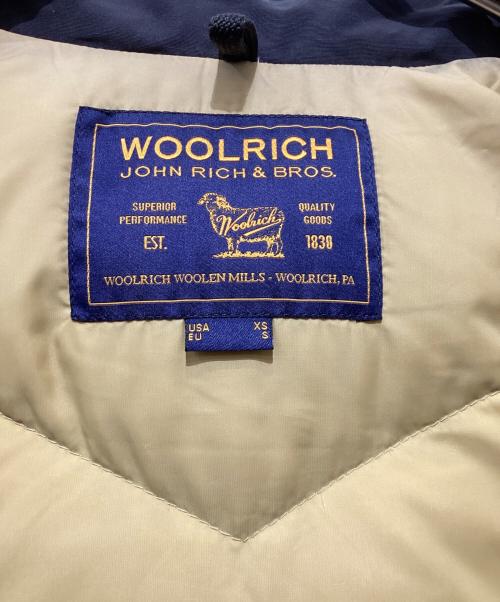 WOOLRICH
JOHN RICH & BROS.
SUPERIOR
PERFORMANCE
EST.
Woolrich
QUALITY
GOODS
1830
WOOLRICH WOOLEN MILLS - WOOLRICH, PA
USA XS
EU S